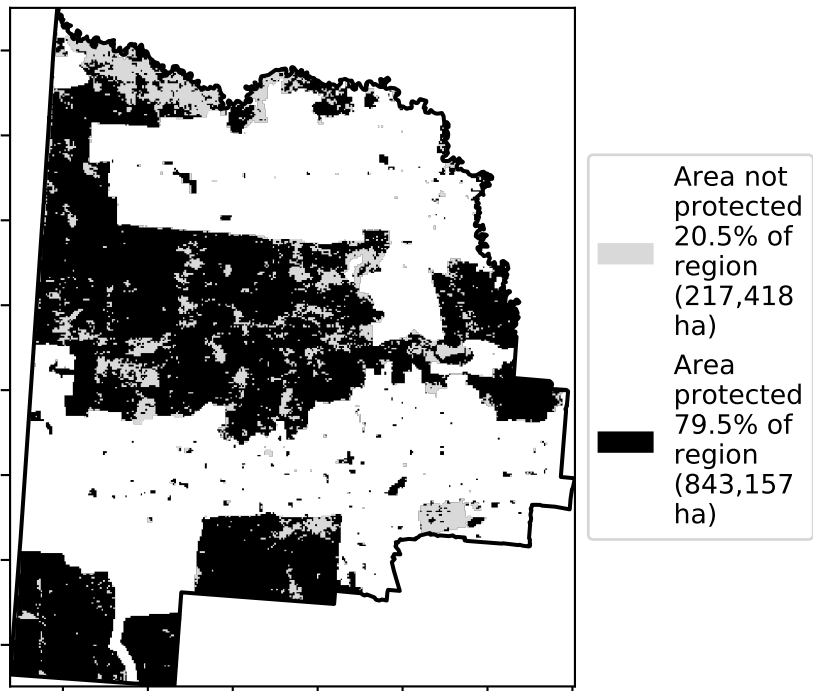 Area not
protected
20.5% of
region
(217,418
ha)
Area
protected
79.5% of
region
(843,157
ha)